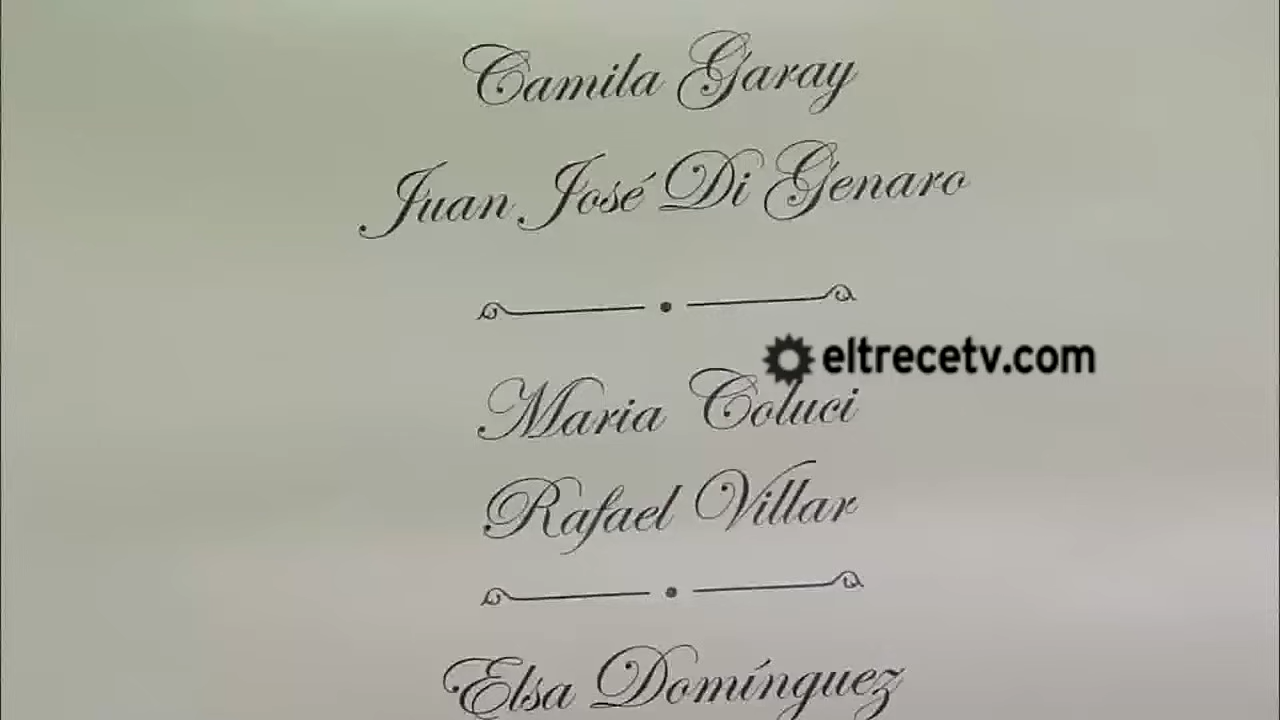 Camila Garay
Juan José Di Genaro
eltrecetv.com
Maria Coluci
Rafael Villar
Elsa Domínguez